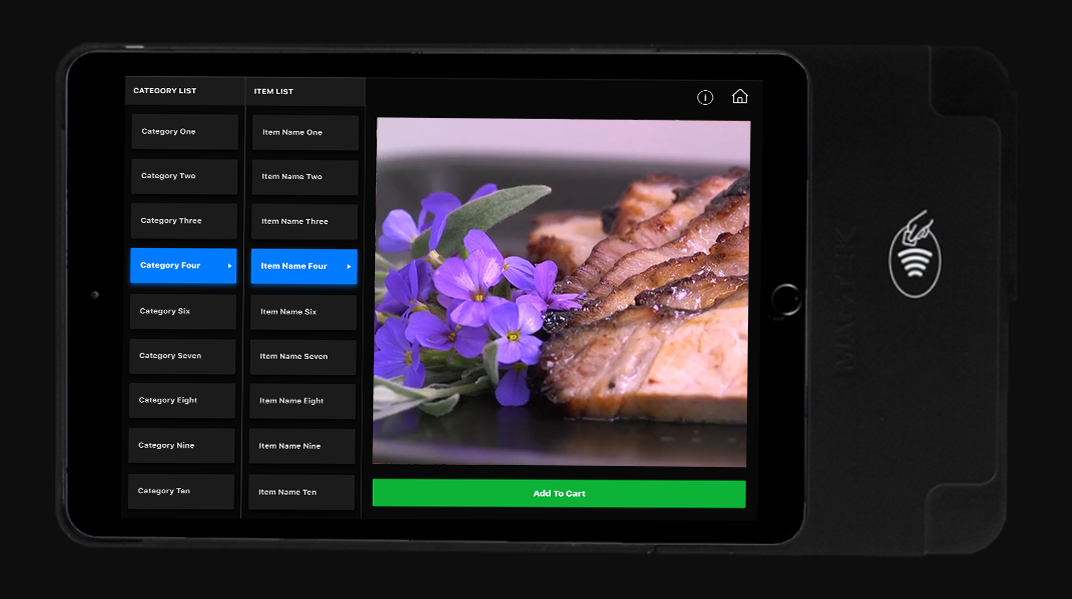 CATEGORY LIST
Category One
Category Two
Category Three
Category Four
Category Six
Category Seven
Category Eight
Category Nine
Category Ten
ITEM LIST
Item Name One
Item Name Two
Item Name Three
Item Name Four
Item Name Six
Item Name Seven
Item Name Eight
Item Name Nine
Item Name Ten
Add To Cart
MAGTEK